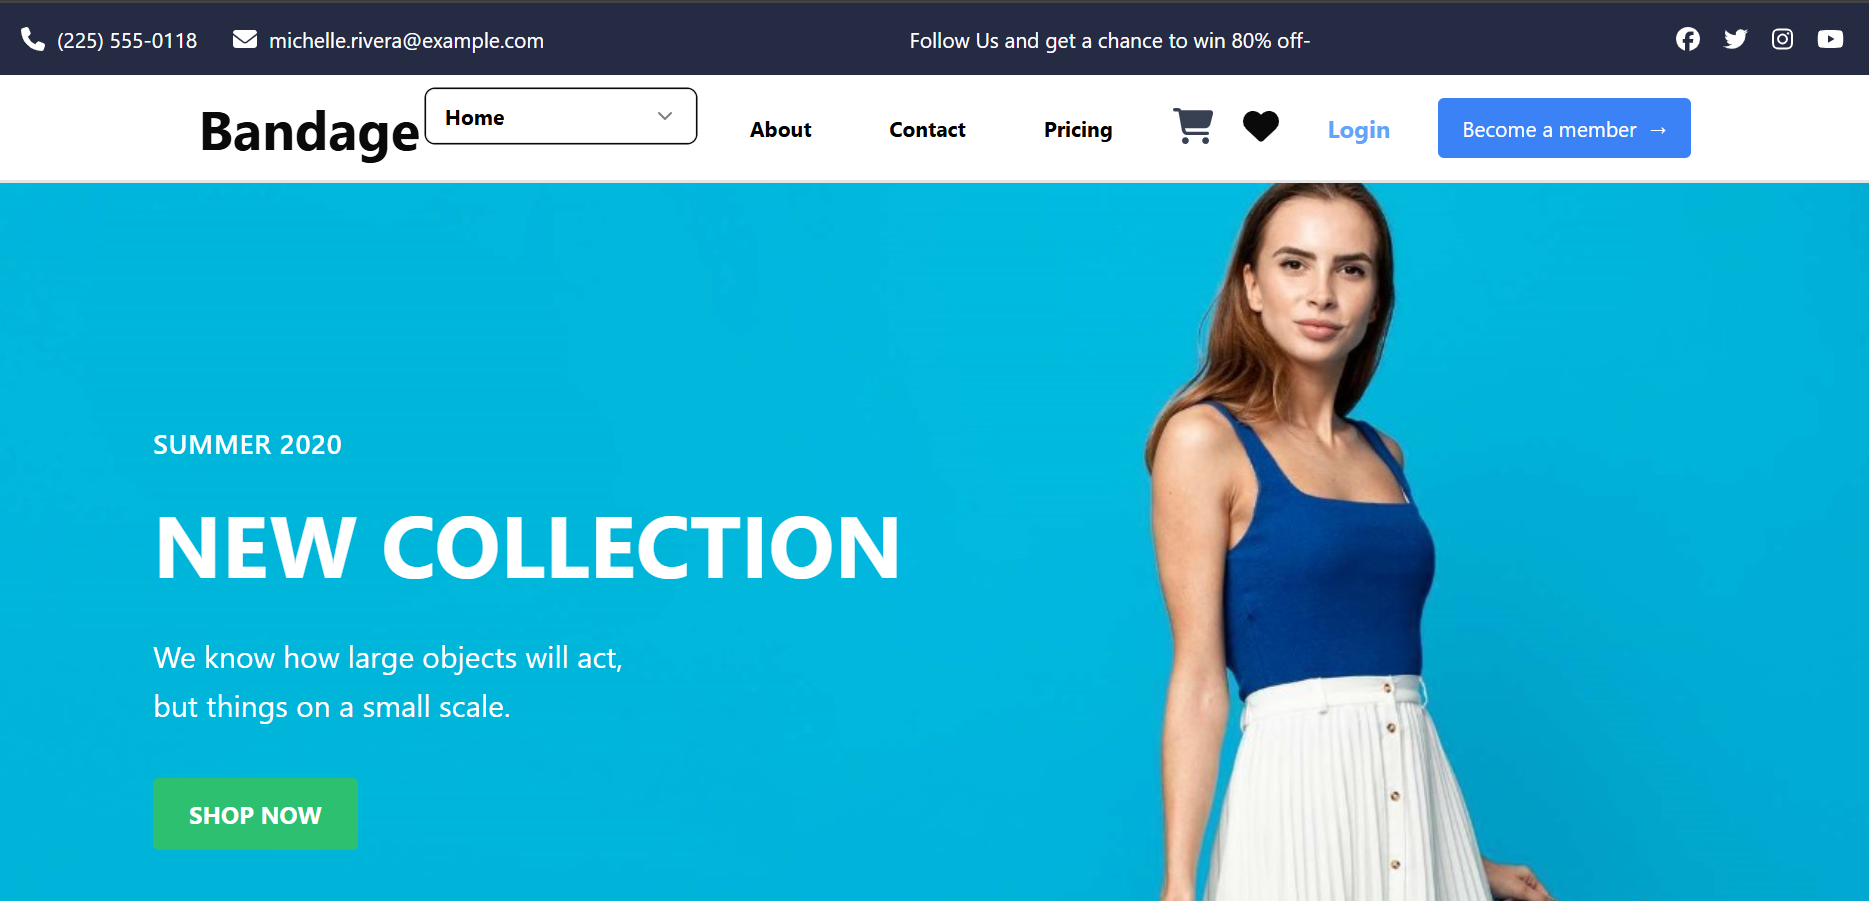 (225) 555-0118 michelle.rivera@example.com Follow Us and get a chance to win 80% off-
Bandage Home About Contact Pricing Login Become a member →
SUMMER 2020
NEW COLLECTION
We know how large objects will act,
but things on a small scale.
SHOP NOW